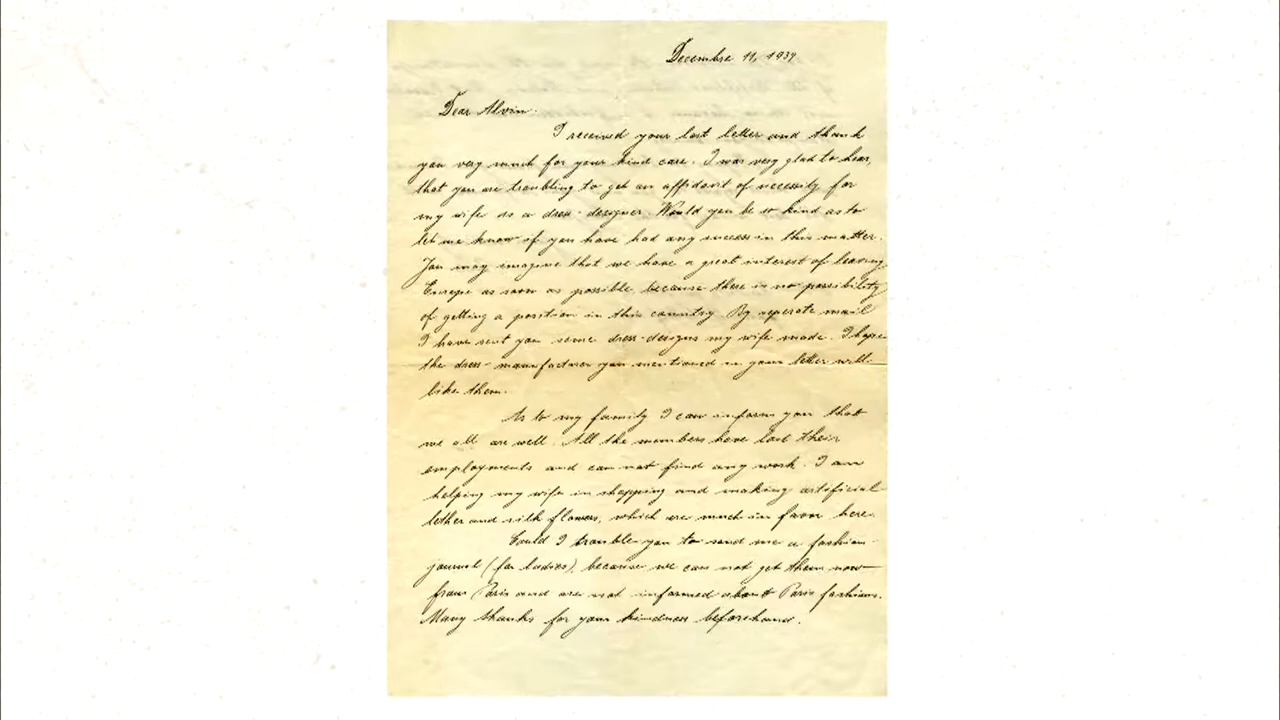 Decembre 11, 1939
Dear Alvin.
I received your last letter and thank
you very much for your kind care. I was very glad to hear,
that you are troubling to get an affidavit of necessity for
my wife as a dress-designer. Would you be so kind as to
let me know if you have had any success in this matter.
You may imagine that we have a great interest of leaving
Europe as soon as possible because there is no possibility
of getting a position in this country. By seperate mail
I have sent you some dress-designs my wife made. I hope
the dress-manufacturer you mentioned in your letter will
like them.
As to my family I can inform you that
we all are well. All the members have lost their
employments and can not find any work. I am
helping my wife in shopping and making artificial
lether and silk flowers, which are much in favor here.
Could I trouble you to send me a fashion-
journal (for ladies), because we can not get them now
from Paris and are not informed about Paris fashions.
Many thanks for your kindness beforehand.